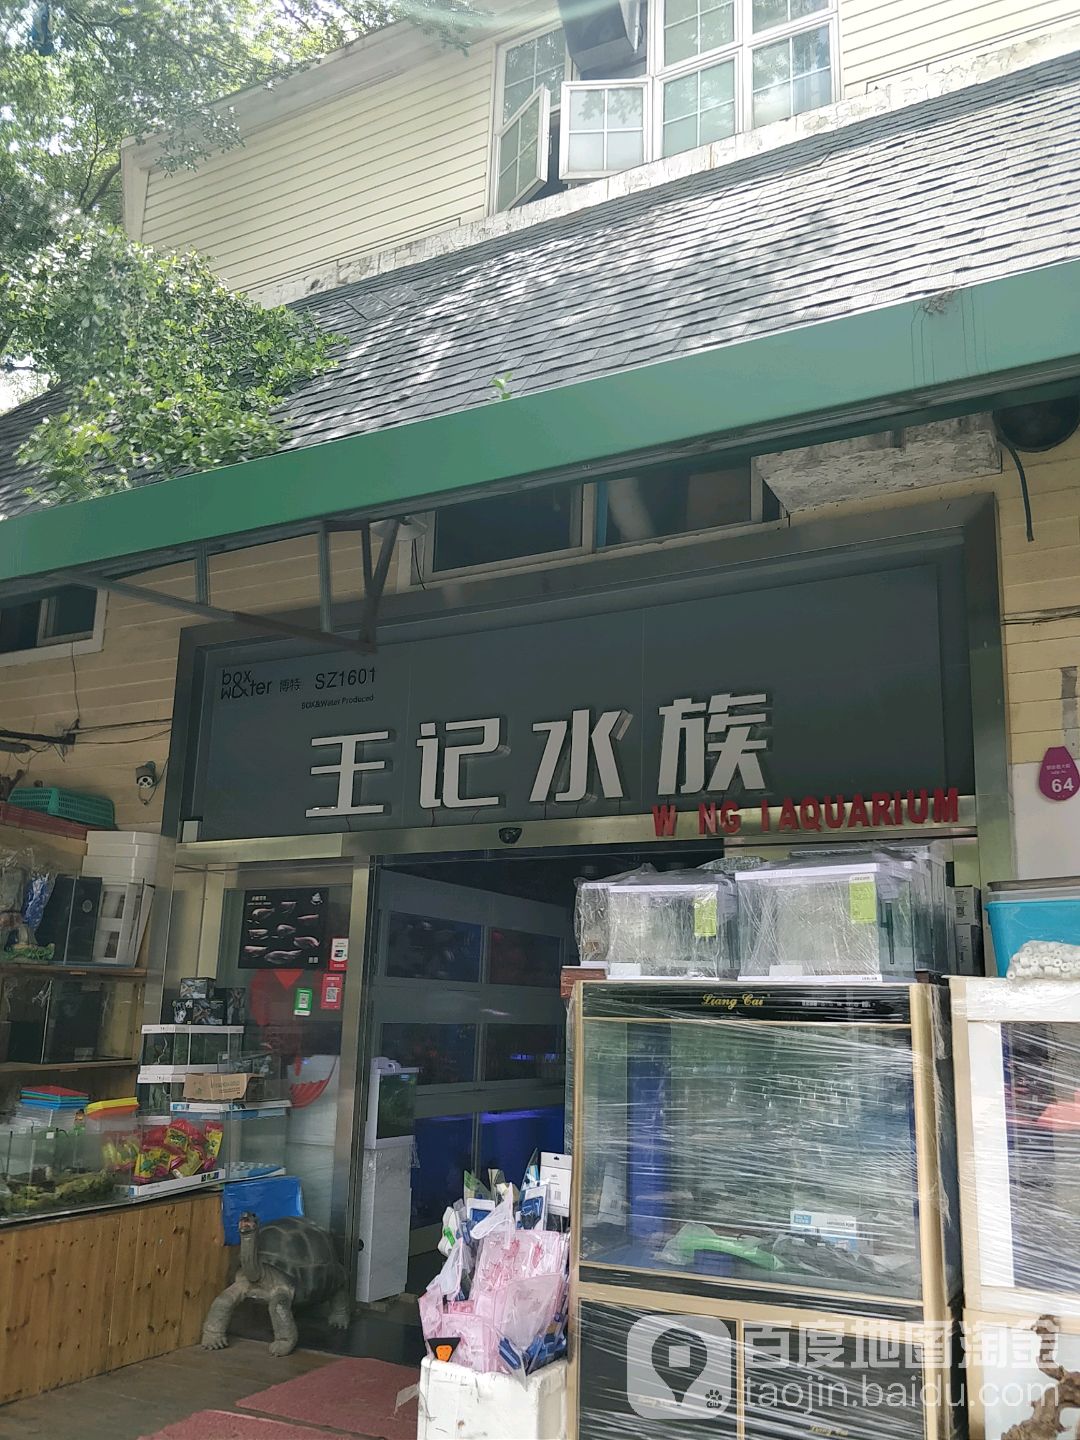 box
w&ter 博特 SZ1601
BOX&Water Produced
王记水族
W NG I AQUARIUM
64
Liang Cai
百度地图淘金
taojin.baidu.com